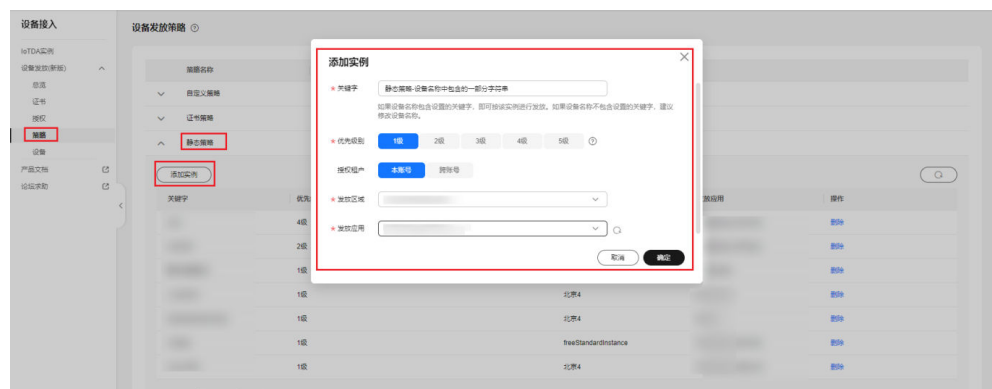 设备接入
设备发放策略
IoTDA实例
设备发放(新版)
总览
证书
授权
策略
设备
产品文档
论坛求助
策略名称
自定义策略
证书策略
静态策略
添加实例
关键字
优先
发放应用
操作
4级
删除
2级
删除
1级
删除
1级
北京4
删除
1级
北京4
删除
1级
freeStandardInstance
删除
1级
北京4
删除
添加实例
* 关键字
静态策略-设备名称中包含的一部分字符串
如果设备名称包含设置的关键字，即可按该实例进行发放。如果设备名称不包含设置的关键字，建议
修改设备名称。
* 优先级别 1级 2级 3级 4级 5级
授权租户 本账号 跨账号
* 发放区域
* 发放应用
取消 确定